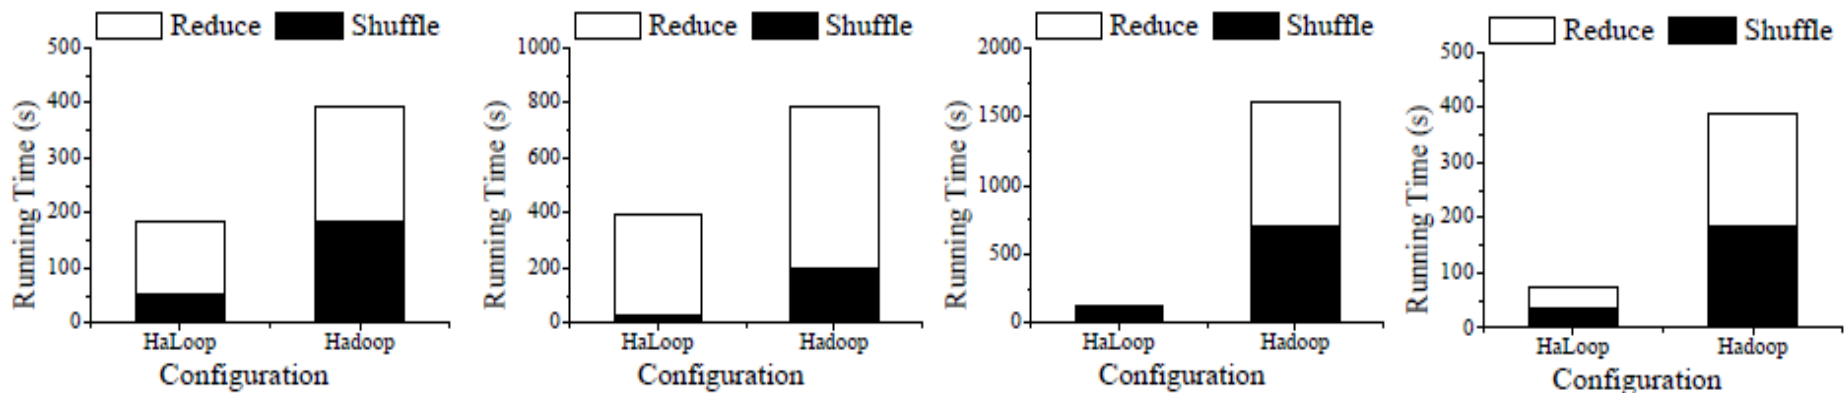 Reduce Shuffle
Running Time (s)
500
400
300
200
100
0
HaLoop Hadoop
Configuration
Reduce Shuffle
Running Time (s)
1000
800
600
400
200
0
HaLoop Hadoop
Configuration
Reduce Shuffle
Running Time (s)
2000
1500
1000
500
0
HaLoop Hadoop
Configuration
Reduce Shuffle
Running Time (s)
500
400
300
200
100
0
HaLoop Hadoop
Configuration